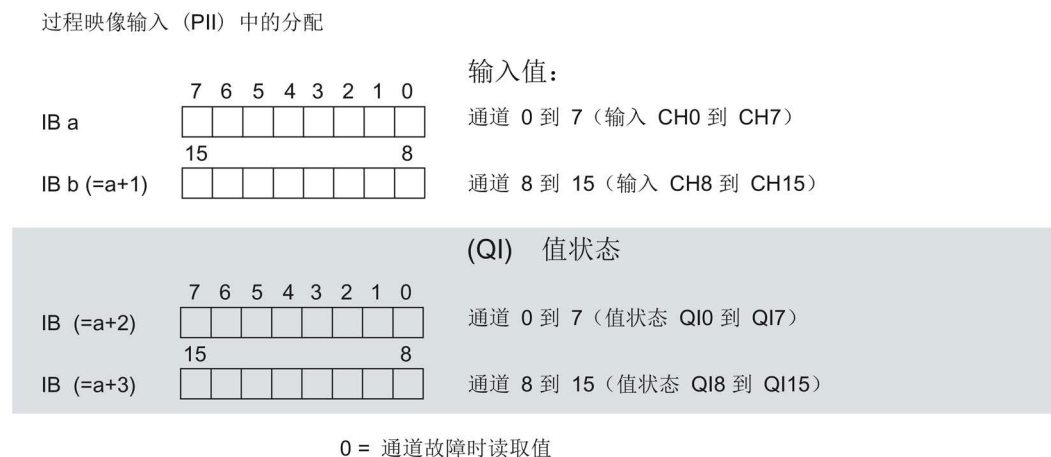 过程映像输入 (PII) 中的分配
输入值：
7 6 5 4 3 2 1 0
IB a
通道 0 到 7（输入 CH0 到 CH7）
15 8
IB b (=a+1)
通道 8 到 15（输入 CH8 到 CH15）
(QI) 值状态
7 6 5 4 3 2 1 0
IB (=a+2)
通道 0 到 7（值状态 QI0 到 QI7）
15 8
IB (=a+3)
通道 8 到 15（值状态 QI8 到 QI15）
0 = 通道故障时读取值